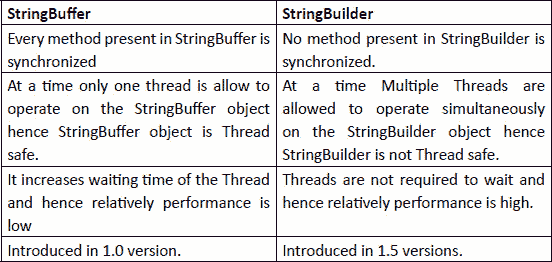 StringBuffer
StringBuilder
Every method present in StringBuffer is
synchronized
No method present in StringBuilder is
synchronized.
At a time only one thread is allow to
operate on the StringBuffer object
hence StringBuffer object is Thread
safe.
At a time Multiple Threads are
allowed to operate simultaneously
on the StringBuilder object hence
StringBuilder is not Thread safe.
It increases waiting time of the Thread
and hence relatively performance is
low
Threads are not required to wait and
hence relatively performance is high.
Introduced in 1.0 version.
Introduced in 1.5 versions.